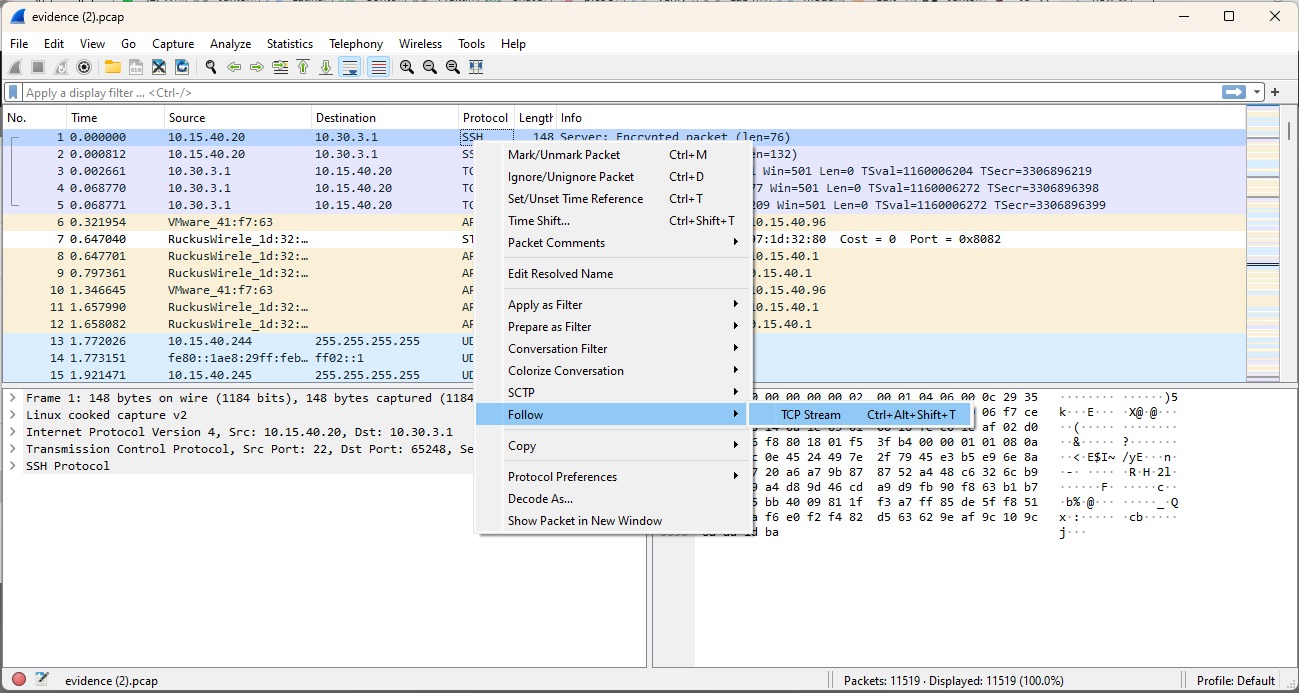 evidence (2).pcap
File Edit View Go Capture Analyze Statistics Telephony Wireless Tools Help
Apply a display filter ... <Ctrl-/>
No. Time Source Destination Protocol Length Info
1 0.000000 10.15.40.20 10.30.3.1 SSH 148 Server: Encrypted packet (len=76)
2 0.000812 10.15.40.20 10.30.3.1 SS en=132)
3 0.002661 10.30.3.1 10.15.40.20 TC Win=501 Len=0 TSval=1160006204 TSecr=3306896219
4 0.068770 10.30.3.1 10.15.40.20 TC 77 Win=501 Len=0 TSval=1160006272 TSecr=3306896398
5 0.068771 10.30.3.1 10.15.40.20 TC 209 Win=501 Len=0 TSval=1160006272 TSecr=3306896399
6 0.321954 VMware_41:f7:63 AR 10.15.40.96
7 0.647040 RuckusWirele_1d:32:… ST 97:1d:32:80 Cost = 0 Port = 0x8082
8 0.647701 RuckusWirele_1d:32:… AR 0.15.40.1
9 0.797361 RuckusWirele_1d:32:… AR 0.15.40.1
10 1.346645 VMware_41:f7:63 AR 0.15.40.96
11 1.657990 RuckusWirele_1d:32:… AR 0.15.40.1
12 1.658082 RuckusWirele_1d:32:… AR 0.15.40.1
13 1.772026 10.15.40.244 255.255.255.255 UD
14 1.773151 fe80::1ae8:29ff:feb… ff02::1 UD
15 1.921471 10.15.40.245 255.255.255.255 UD
Mark/Unmark Packet Ctrl+M
Ignore/Unignore Packet Ctrl+D
Set/Unset Time Reference Ctrl+T
Time Shift... Ctrl+Shift+T
Packet Comments
Edit Resolved Name
Apply as Filter
Prepare as Filter
Conversation Filter
Colorize Conversation
SCTP
Follow
TCP Stream Ctrl+Alt+Shift+T
Copy
Protocol Preferences
Decode As...
Show Packet in New Window
Frame 1: 148 bytes on wire (1184 bits), 148 bytes captured (1184
Linux cooked capture v2
Internet Protocol Version 4, Src: 10.15.40.20, Dst: 10.30.3.1
Transmission Control Protocol, Src Port: 22, Dst Port: 65248, Se
SSH Protocol
00 00 00 00 02 00 01 04 06 00 0c 29 35 ········ ······)5
06 f7 ce k···E··· X@·@···
af 02 d0 ··(·····
f8 80 18 01 f5 3f b4 00 00 01 01 08 0a ··&····· ?·······
0e 45 24 49 7e 2f 79 45 e3 b5 e9 6e 8a ··<·E$I~ /yE···n·
20 a6 a7 9b 87 87 52 a4 48 c6 32 6c b9
a4 d8 9d 46 cd a9 d9 fb 90 f8 63 b1 b7
bb 40 09 81 1f f3 a7 ff 85 de 5f f8 51
f6 e0 f2 f4 82 d5 63 62 9e af 9c 10 9c
ba j···
evidence (2).pcap
Packets: 11519 · Displayed: 11519 (100.0%)
Profile: Default